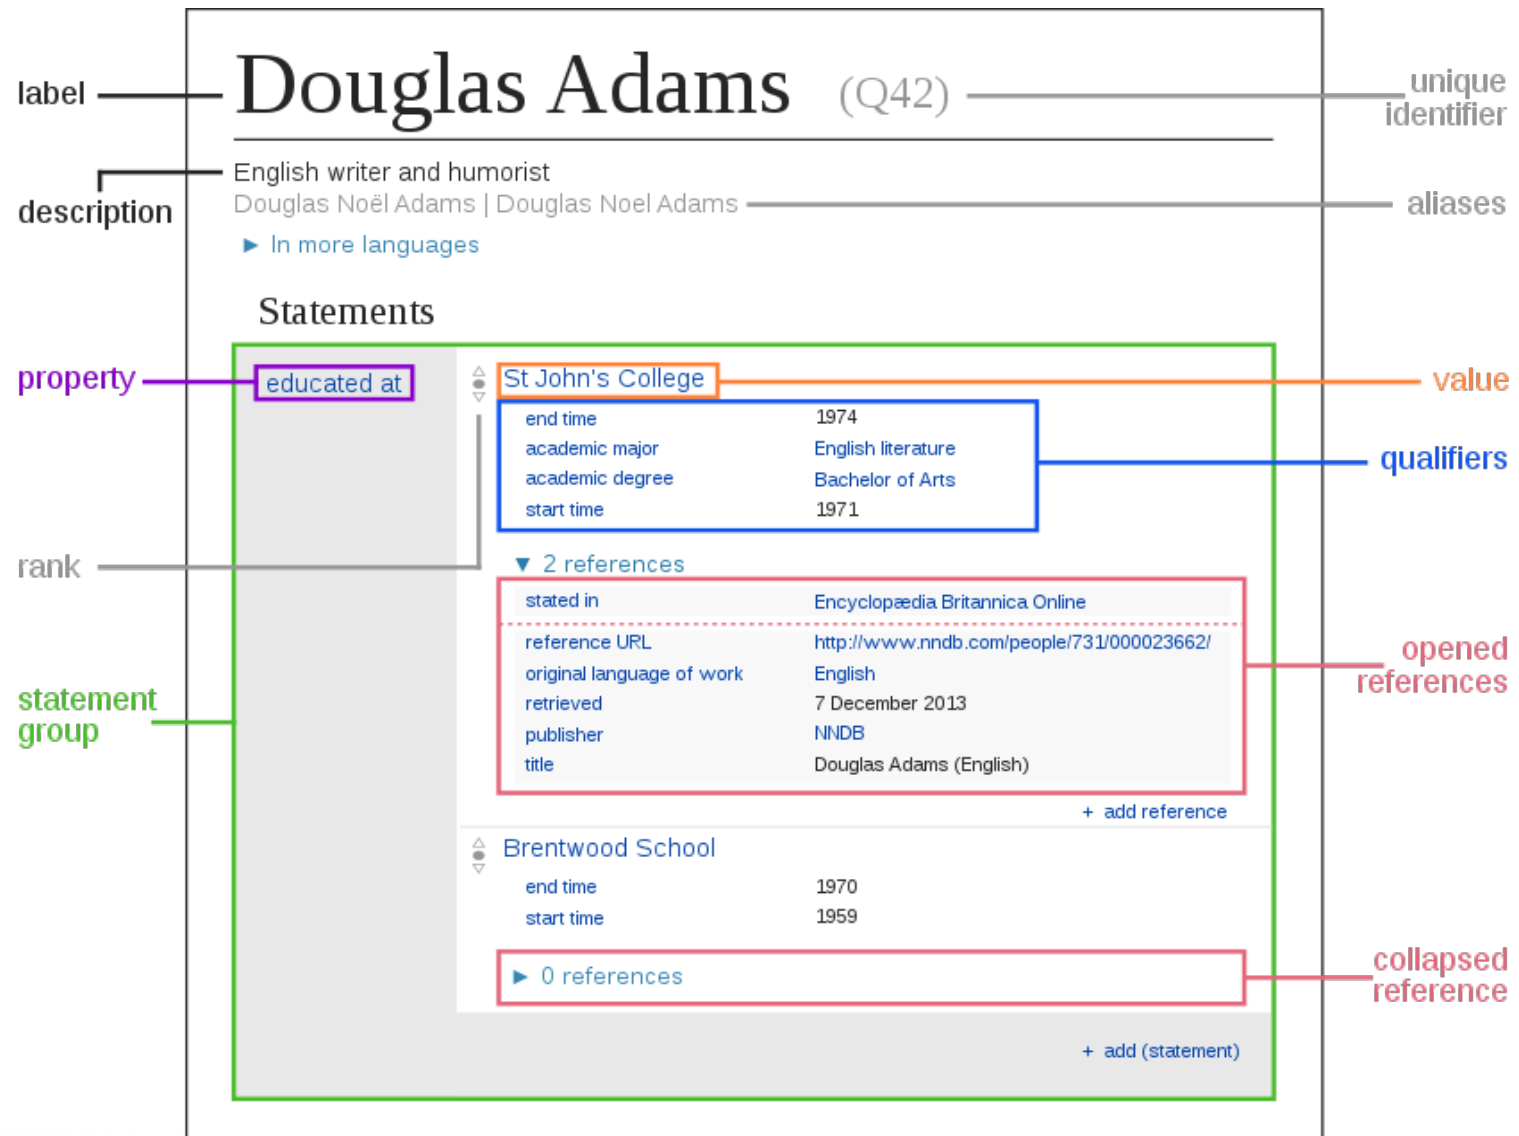 label
Douglas Adams (Q42)
unique
identifier
description
English writer and humorist
Douglas Noël Adams | Douglas Noel Adams
aliases
► In more languages
Statements
property
educated at
St John's College
value
end time 1974
academic major English literature
academic degree Bachelor of Arts
start time 1971
qualifiers
rank
▼ 2 references
stated in Encyclopædia Britannica Online
reference URL http://www.nndb.com/people/731/000023662/
original language of work English
retrieved 7 December 2013
publisher NNDB
title Douglas Adams (English)
opened
references
statement
group
+ add reference
Brentwood School
end time 1970
start time 1959
► 0 references
collapsed
reference
+ add (statement)